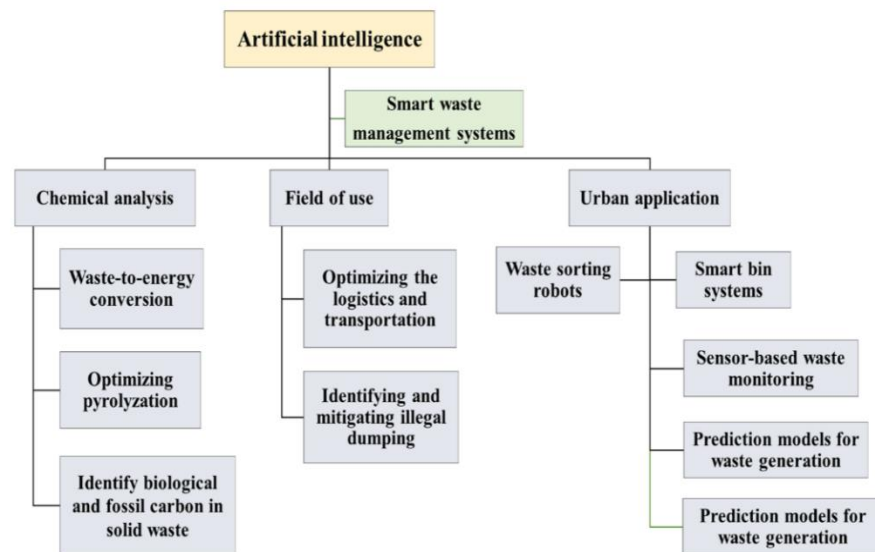 Artificial intelligence
Smart waste
management systems
Chemical analysis
Field of use
Urban application
Waste-to-energy
conversion
Optimizing
pyrolyzation
Identify biological
and fossil carbon in
solid waste
Optimizing the
logistics and
transportation
Identifying and
mitigating illegal
dumping
Waste sorting
robots
Smart bin
systems
Sensor-based waste
monitoring
Prediction models for
waste generation
Prediction models for
waste generation